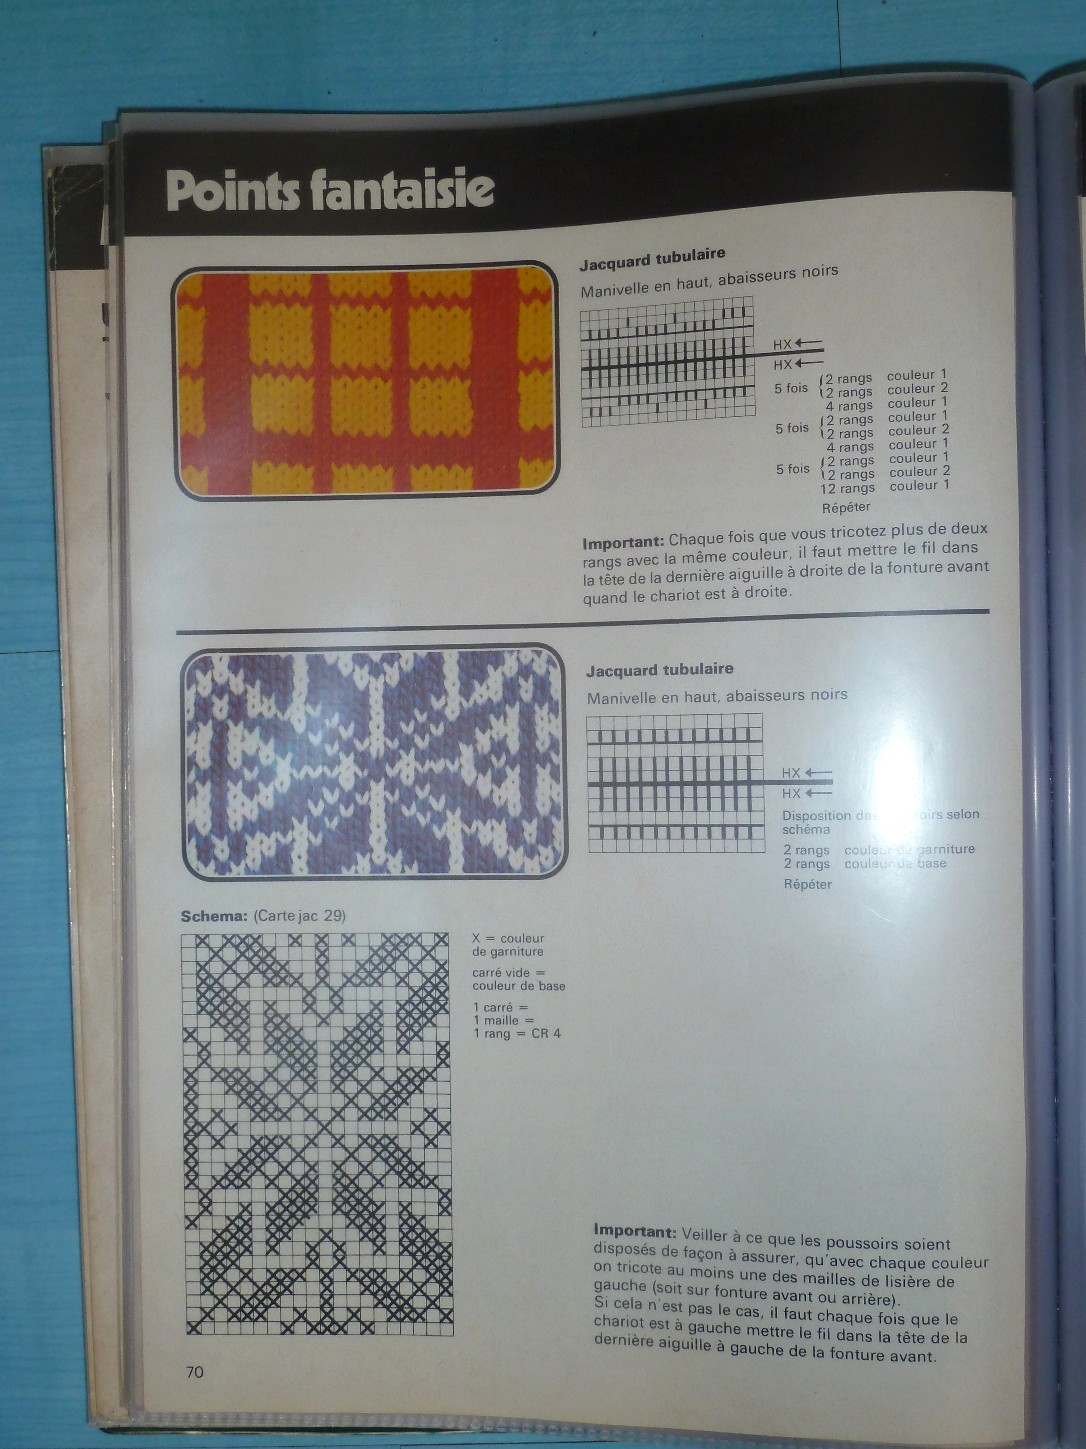 Points fantaisie
Jacquard tubulaire
Manivelle en haut, abaisseurs noirs
HX
HX
5 fois
2 rangs couleur 1
2 rangs couleur 2
4 rangs couleur 1
5 fois
2 rangs couleur 1
2 rangs couleur 2
4 rangs couleur 1
5 fois
2 rangs couleur 1
2 rangs couleur 2
12 rangs couleur 1
Répéter
Important: Chaque fois que vous tricotez plus de deux
rangs avec la même couleur, il faut mettre le fil dans
la tête de la dernière aiguille à droite de la fonture avant
quand le chariot est à droite.
Jacquard tubulaire
Manivelle en haut, abaisseurs noirs
HX
HX
Disposition selon
schéma
2 rangs couleur de garniture
2 rangs couleur de base
Répéter
Schema: (Carte jac 29)
X = couleur
de garniture
carré vide =
couleur de base
1 carré =
1 maille =
1 rang = CR 4
Important: Veiller à ce que les poussoirs soient
disposés de façon à assurer, qu'avec chaque couleur
on tricote au moins une des mailles de lisière de
gauche (soit sur fonture avant ou arrière).
Si cela n'est pas le cas, il faut chaque fois que le
chariot est à gauche mettre le fil dans la tête de la
dernière aiguille à gauche de la fonture avant.
70